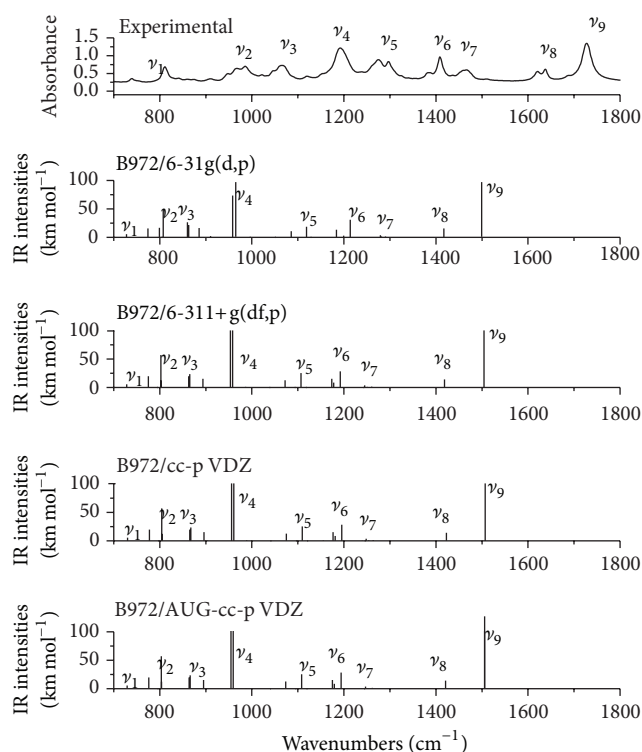 Experimental
Absorbance
1.5
1.0
0.5
0.0
ν1 ν2 ν3 ν4 ν5 ν6 ν7 ν8 ν9
800 1000 1200 1400 1600 1800
B972/6-31g(d,p)
IR intensities
(km mol−1)
100
50
0
ν1 ν2 ν3 ν4 ν5 ν6 ν7 ν8 ν9
800 1000 1200 1400 1600 1800
B972/6-311+g(df,p)
IR intensities
(km mol−1)
100
50
0
ν1 ν2 ν3 ν4 ν5 ν6 ν7 ν8 ν9
800 1000 1200 1400 1600 1800
B972/cc-p VDZ
IR intensities
(km mol−1)
100
50
0
ν1 ν2 ν3 ν4 ν5 ν6 ν7 ν8 ν9
800 1000 1200 1400 1600 1800
B972/AUG-cc-p VDZ
IR intensities
(km mol−1)
100
50
0
ν1 ν2 ν3 ν4 ν5 ν6 ν7 ν8 ν9
800 1000 1200 1400 1600 1800
Wavenumbers (cm−1)